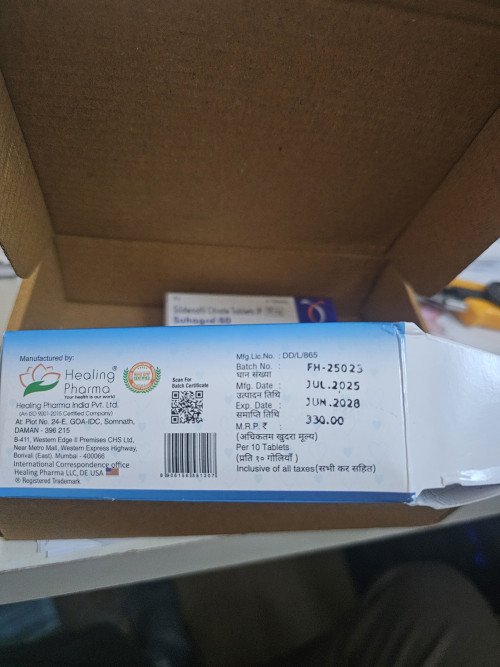 Sildenafil Citrate Tablets IP
Suhagra-50
Manufactured by:
Healing
Pharma
Your health is our world
Healing Pharma India Pvt. Ltd.
(An ISO 9001-2015 Certified Company)
At: Plot No. 24-E, GOA-IDC, Somnath,
DAMAN - 396 215
B-411, Western Edge II Premises CHS Ltd,
Near Metro Mall, Western Express Highway,
Borivali (East), Mumbai - 400066
International Correspondence office
Healing Pharma LLC, DE USA
® Registered Trademark
Scan For
Batch Certificate
Mfg.Lic.No. : DD/L/865
Batch No. : FH-25023
घान संख्या
Mfg. Date : JUL.2025
उत्पादन तिथि
Exp. Date : JUN.2028
समाप्ति तिथि
M.R.P. ₹ : 330.00
(अधिकतम खुदरा मूल्य)
Per 10 Tablets
(प्रति १० गोलियाँ)
Inclusive of all taxes(सभी कर सहित)